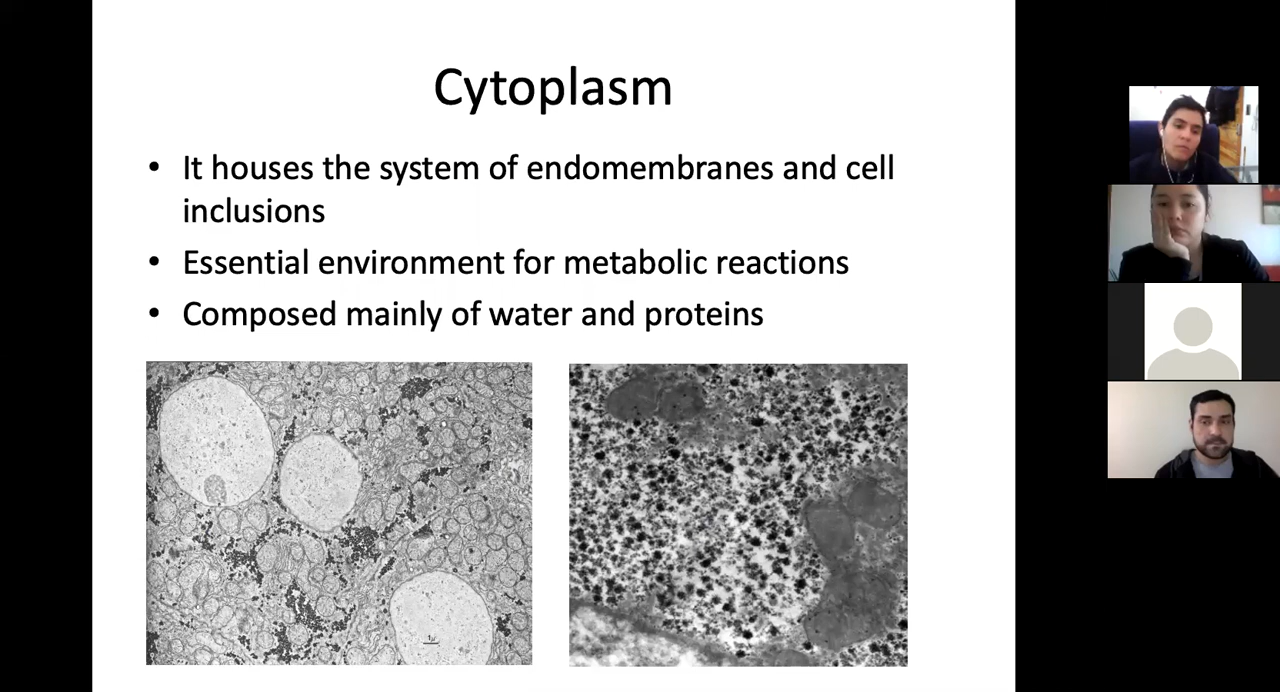 Cytoplasm
• It houses the system of endomembranes and cell
inclusions
• Essential environment for metabolic reactions
• Composed mainly of water and proteins